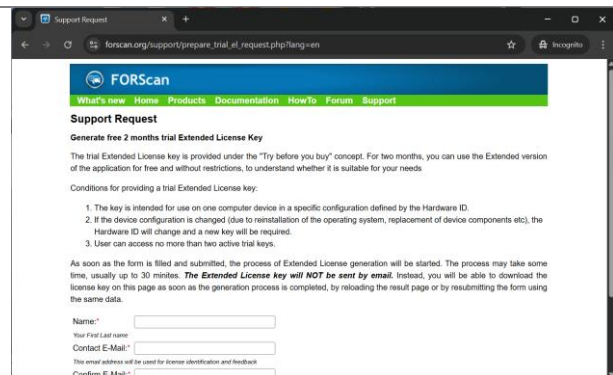 Support Request
forscan.org/support/prepare_trial_el_request.php?lang=en
Incognito
FORScan
What's new Home Products Documentation HowTo Forum Support
Support Request
Generate free 2 months trial Extended License Key
The trial Extended License key is provided under the "Try before you buy" concept. For two months, you can use the Extended version
of the application for free and without restrictions, to understand whether it is suitable for your needs
Conditions for providing a trial Extended License key:
1. The key is intended for use on one computer device in a specific configuration defined by the Hardware ID.
2. If the device configuration is changed (due to reinstallation of the operating system, replacement of device components etc), the
Hardware ID will change and a new key will be required.
3. User can access no more than two active trial keys.
As soon as the form is filled and submitted, the process of Extended License generation will be started. The process may take some
time, usually up to 30 minites. The Extended License key will NOT be sent by email. Instead, you will be able to download the
license key on this page as soon as the generation process is completed, by reloading the result page or by resubmitting the form using
the same data.
Name:*
Your First Last name
Contact E-Mail:*
This email address will be used for license identification and feedback
Confirm E-Mail:*